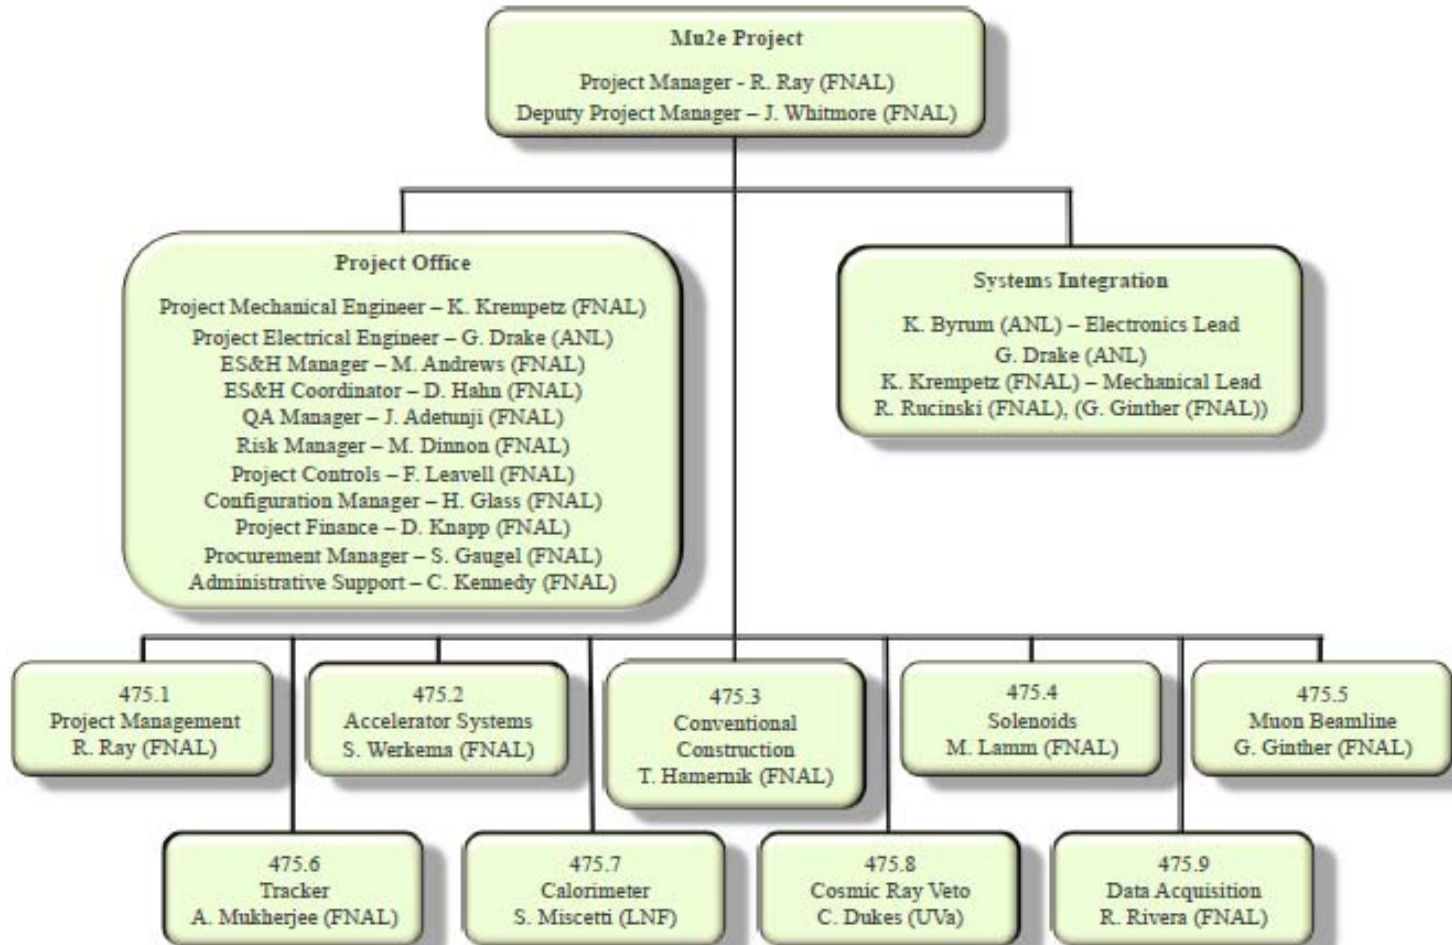 Mu2e Project
Project Manager - R. Ray (FNAL)
Deputy Project Manager – J. Whitmore (FNAL)
Project Office
Project Mechanical Engineer – K. Krempetz (FNAL)
Project Electrical Engineer – G. Drake (ANL)
ES&H Manager – M. Andrews (FNAL)
ES&H Coordinator – D. Hahn (FNAL)
QA Manager – J. Adetunji (FNAL)
Risk Manager – M. Dinnon (FNAL)
Project Controls – F. Leavell (FNAL)
Configuration Manager – H. Glass (FNAL)
Project Finance – D. Knapp (FNAL)
Procurement Manager – S. Gaugel (FNAL)
Administrative Support – C. Kennedy (FNAL)
Systems Integration
K. Byrum (ANL) – Electronics Lead
G. Drake (ANL)
K. Krempetz (FNAL) – Mechanical Lead
R. Rucinski (FNAL), (G. Ginther (FNAL))
475.1
Project Management
R. Ray (FNAL)
475.2
Accelerator Systems
S. Werkema (FNAL)
475.3
Conventional
Construction
T. Hamernik (FNAL)
475.4
Solenoids
M. Lamm (FNAL)
475.5
Muon Beamline
G. Ginther (FNAL)
475.6
Tracker
A. Mukherjee (FNAL)
475.7
Calorimeter
S. Miscetti (LNF)
475.8
Cosmic Ray Veto
C. Dukes (UVa)
475.9
Data Acquisition
R. Rivera (FNAL)